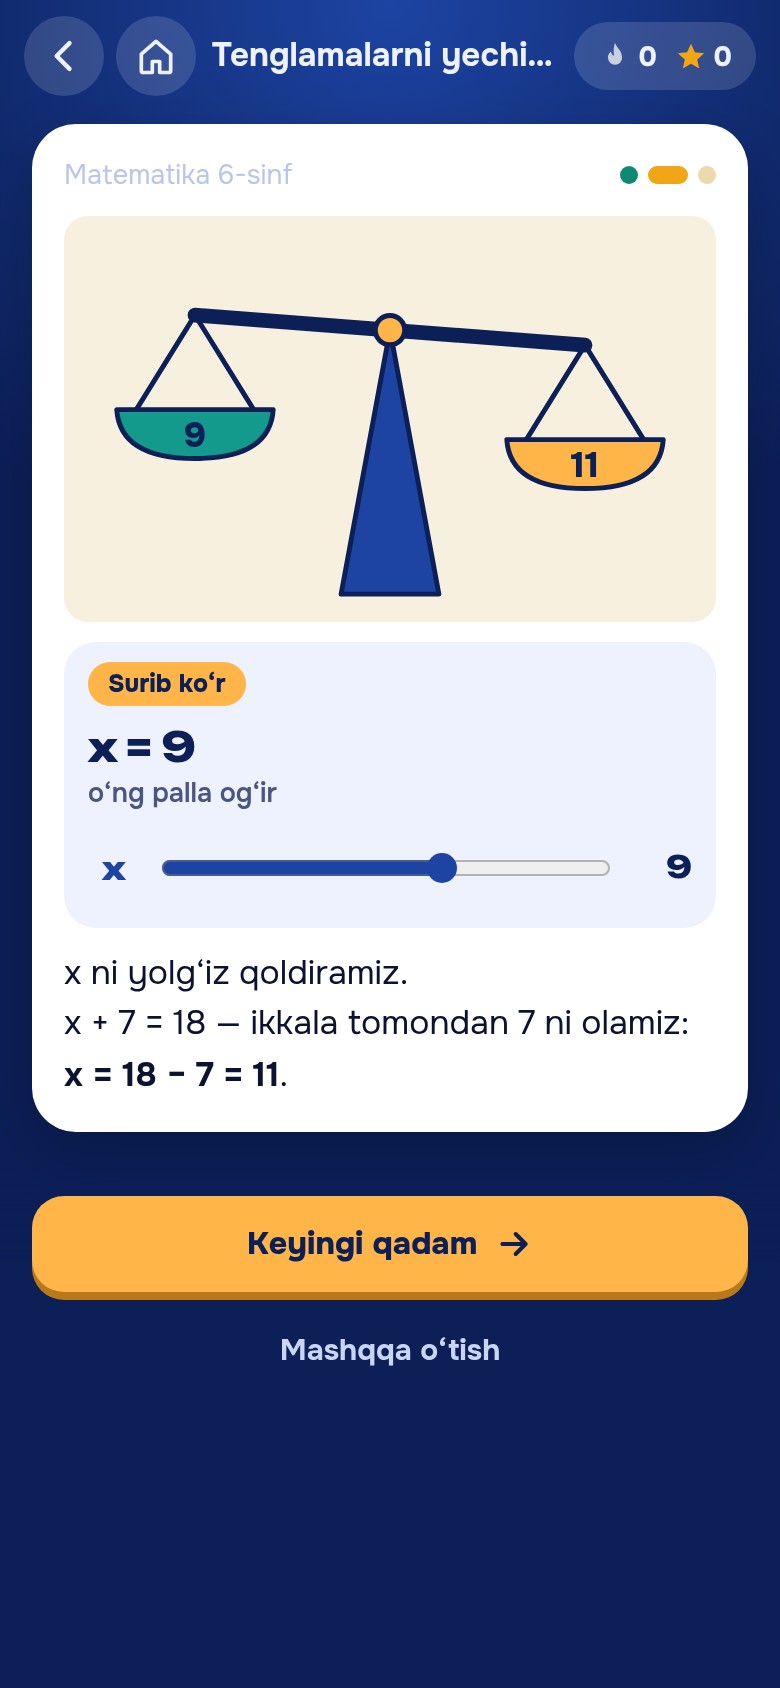 Tenglamalarni yechi...
0
0
Matematika 6-sinf
9
11
Surib ko‘r
x = 9
o‘ng palla og‘ir
x
9
x ni yolg‘iz qoldiramiz.
x + 7 = 18 — ikkala tomondan 7 ni olamiz:
x = 18 − 7 = 11.
Keyingi qadam →
Mashqqa o‘tish